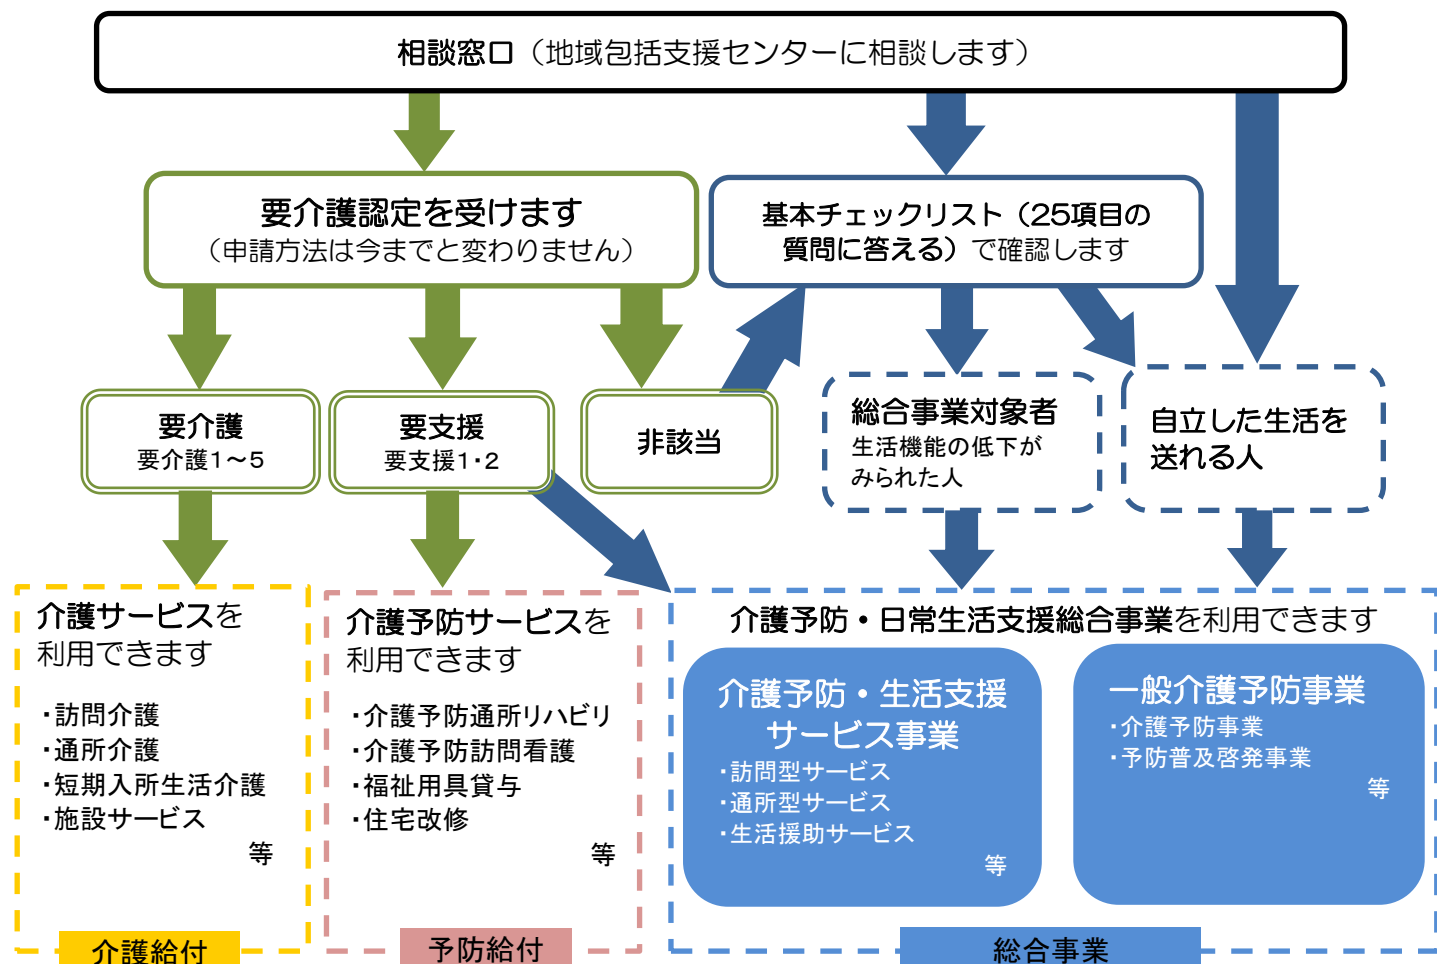 相談窓口（地域包括支援センターに相談します）
要介護認定を受けます
（申請方法は今までと変わりません）
基本チェックリスト（25項目の
質問に答える）で確認します
要介護
要介護1～5
要支援
要支援1・2
非該当
総合事業対象者
生活機能の低下が
みられた人
自立した生活を
送れる人
介護サービスを
利用できます
・訪問介護
・通所介護
・短期入所生活介護
・施設サービス
等
介護給付
介護予防サービスを
利用できます
・介護予防通所リハビリ
・介護予防訪問看護
・福祉用具貸与
・住宅改修
等
予防給付
介護予防・日常生活支援総合事業を利用できます
介護予防・生活支援
サービス事業
・訪問型サービス
・通所型サービス
・生活援助サービス
等
一般介護予防事業
・介護予防事業
・予防普及啓発事業
等
総合事業